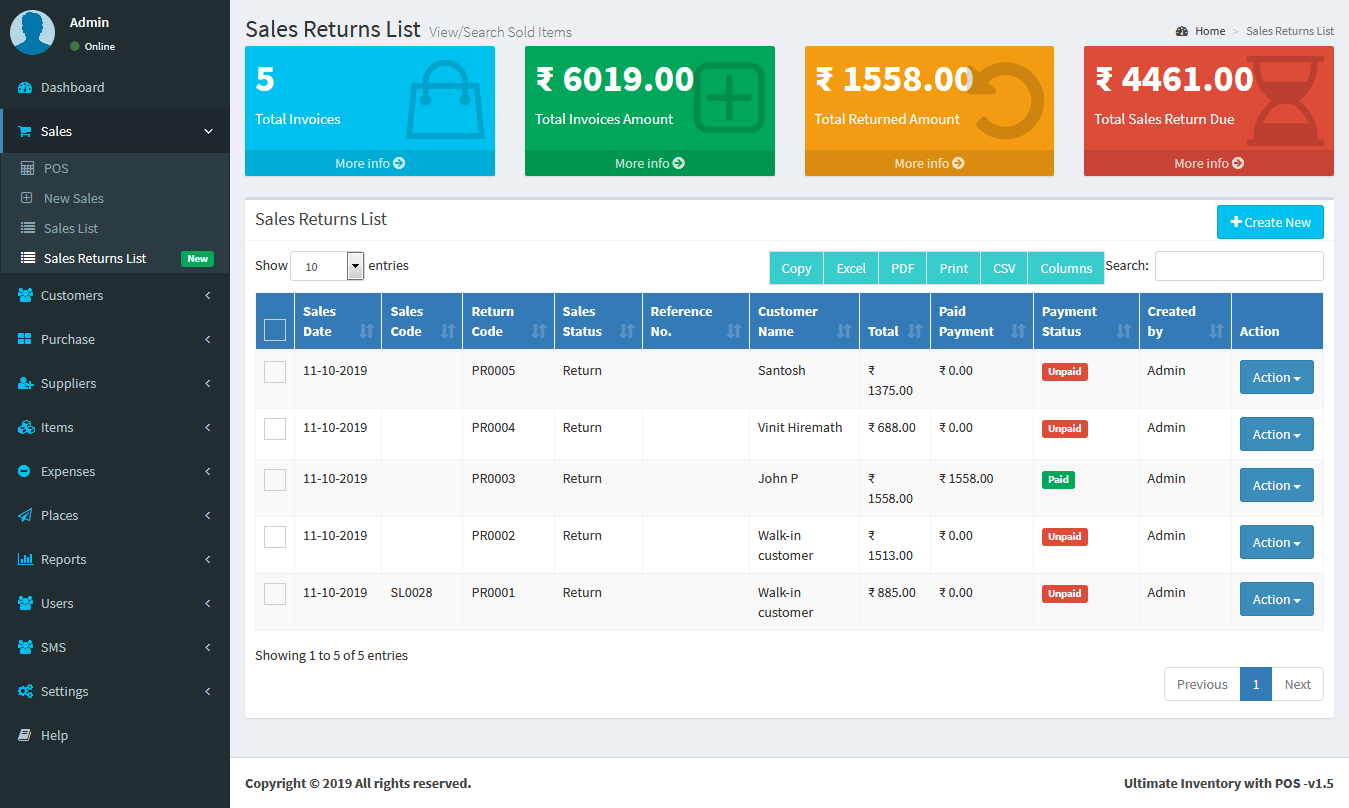 Admin
Online
Dashboard
Sales
POS
New Sales
Sales List
Sales Returns List New
Customers
Purchase
Suppliers
Items
Expenses
Places
Reports
Users
SMS
Settings
Help
Sales Returns List View/Search Sold Items
Home > Sales Returns List
5
Total Invoices
More info
₹ 6019.00
Total Invoices Amount
More info
₹ 1558.00
Total Returned Amount
More info
₹ 4461.00
Total Sales Return Due
More info
Sales Returns List
Create New
Show 10 entries
Copy Excel PDF Print CSV Columns Search:
Sales Date Sales Code Return Code Sales Status Reference No. Customer Name Total Paid Payment Payment Status Created by Action
11-10-2019 PR0005 Return Santosh ₹ 1375.00 ₹ 0.00 Unpaid Admin Action
11-10-2019 PR0004 Return Vinit Hiremath ₹ 688.00 ₹ 0.00 Unpaid Admin Action
11-10-2019 PR0003 Return John P ₹ 1558.00 ₹ 1558.00 Paid Admin Action
11-10-2019 PR0002 Return Walk-in customer ₹ 1513.00 ₹ 0.00 Unpaid Admin Action
11-10-2019 SL0028 PR0001 Return Walk-in customer ₹ 885.00 ₹ 0.00 Unpaid Admin Action
Showing 1 to 5 of 5 entries
Previous 1 Next
Copyright © 2019 All rights reserved.
Ultimate Inventory with POS -v1.5